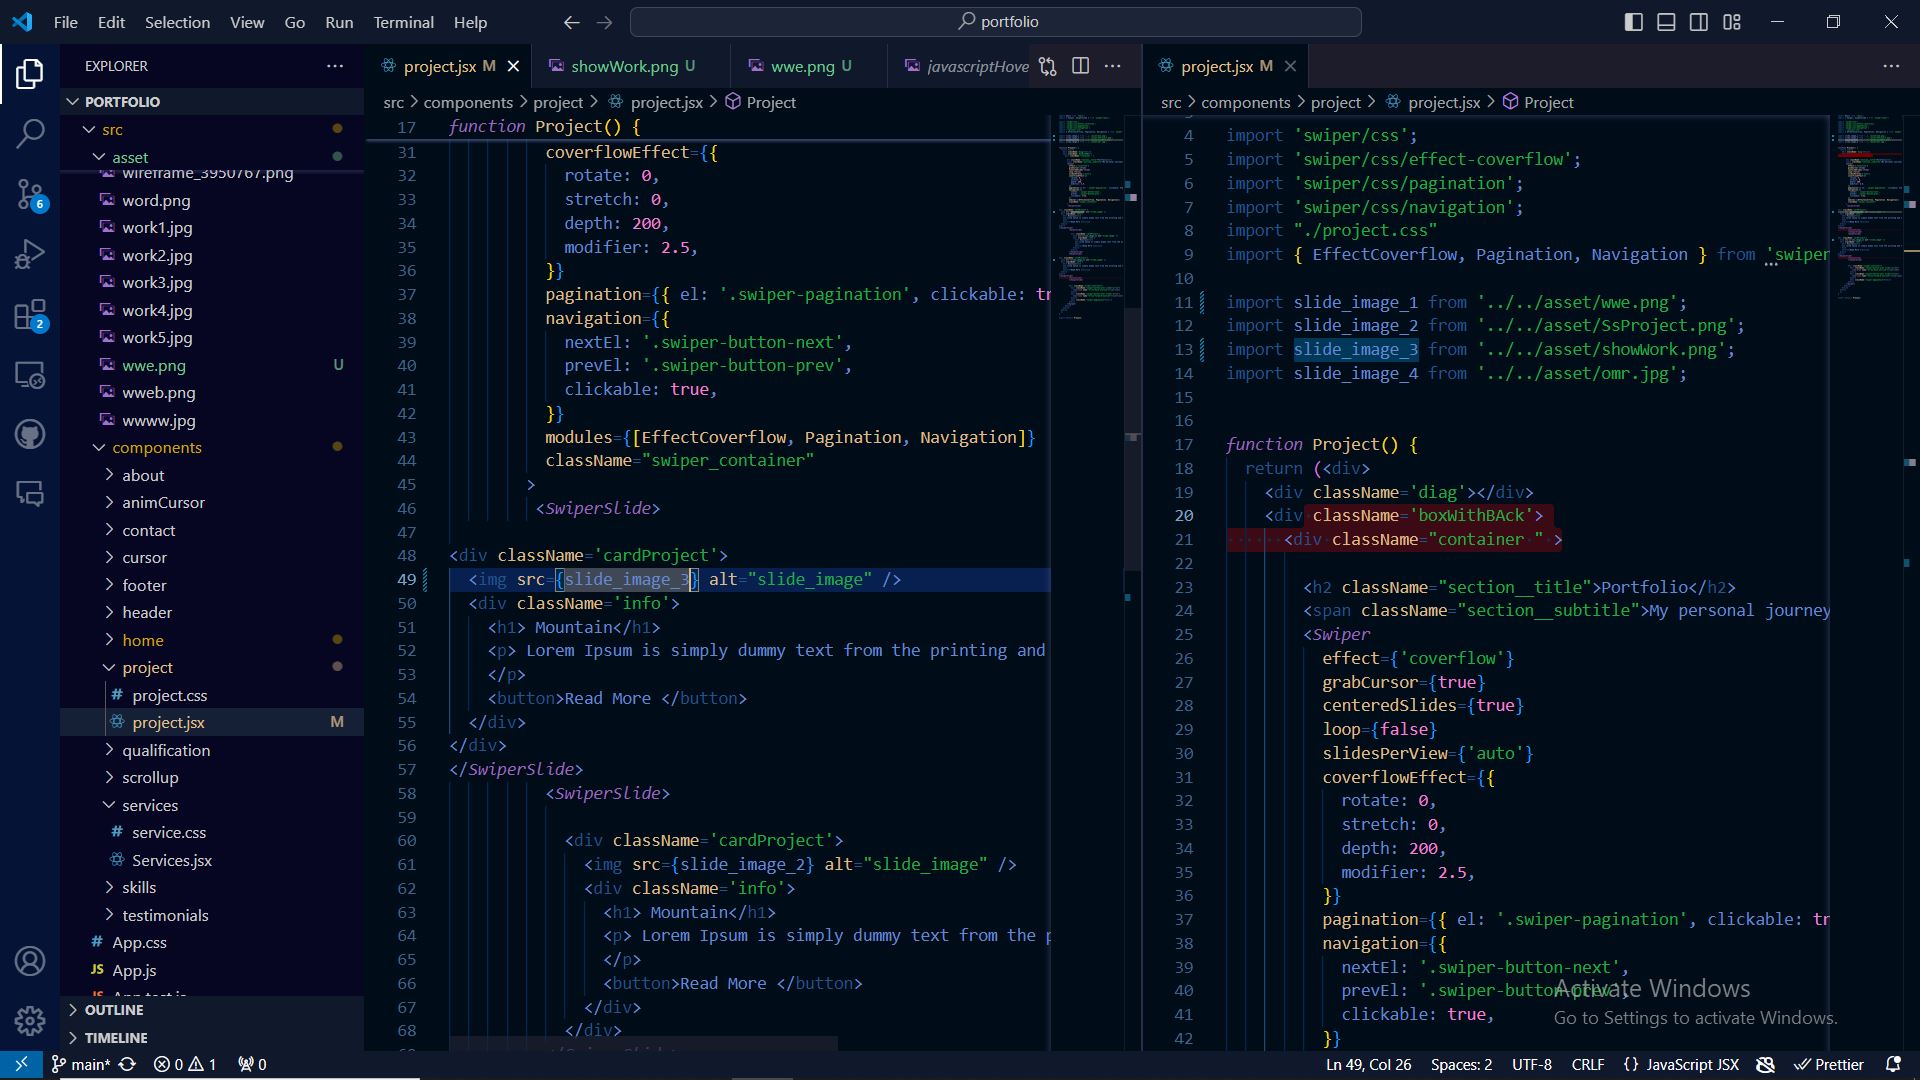 File Edit Selection View Go Run Terminal Help
portfolio
EXPLORER
PORTFOLIO
src
asset
wireframe_3950767.png
word.png
work1.jpg
work2.jpg
work3.jpg
work4.jpg
work5.jpg
wwe.png U
wweb.png
wwww.jpg
components
about
animCursor
contact
cursor
footer
header
home
project
# project.css
project.jsx M
qualification
scrollup
services
# service.css
Services.jsx
skills
testimonials
# App.css
JS App.js
OUTLINE
TIMELINE
6
2
project.jsx M
showWork.png U
wwe.png U
javascriptHove
src > components > project > project.jsx > Project
17 function Project() {
31 coverflowEffect={{
32 rotate: 0,
33 stretch: 0,
34 depth: 200,
35 modifier: 2.5,
36 }}
37 pagination={{ el: '.swiper-pagination', clickable: tr
38 navigation={{
39 nextEl: '.swiper-button-next',
40 prevEl: '.swiper-button-prev',
41 clickable: true,
42 }}
43 modules={[EffectCoverflow, Pagination, Navigation]}
44 className="swiper_container"
45 >
46 <SwiperSlide>
47
48 <div className='cardProject'>
49 <img src={slide_image_3} alt="slide_image" />
50 <div className='info'>
51 <h1> Mountain</h1>
52 <p> Lorem Ipsum is simply dummy text from the printing and
53 </p>
54 <button>Read More </button>
55 </div>
56 </div>
57 </SwiperSlide>
58 <SwiperSlide>
59
60 <div className='cardProject'>
61 <img src={slide_image_2} alt="slide_image" />
62 <div className='info'>
63 <h1> Mountain</h1>
64 <p> Lorem Ipsum is simply dummy text from the p
65 </p>
66 <button>Read More </button>
67 </div>
68 </div>
project.jsx M
src > components > project > project.jsx > Project
4 import 'swiper/css';
5 import 'swiper/css/effect-coverflow';
6 import 'swiper/css/pagination';
7 import 'swiper/css/navigation';
8 import "./project.css"
9 import { EffectCoverflow, Pagination, Navigation } from 'swiper
10
11 import slide_image_1 from '../../asset/wwe.png';
12 import slide_image_2 from '../../asset/SsProject.png';
13 import slide_image_3 from '../../asset/showWork.png';
14 import slide_image_4 from '../../asset/omr.jpg';
15
16
17 function Project() {
18 return (<div>
19 <div className='diag'></div>
20 <div className='boxWithBAck'>
21 <div className="container " >
22
23 <h2 className="section__title">Portfolio</h2>
24 <span className="section__subtitle">My personal journey
25 <Swiper
26 effect={'coverflow'}
27 grabCursor={true}
28 centeredSlides={true}
29 loop={false}
30 slidesPerView={'auto'}
31 coverflowEffect={{
32 rotate: 0,
33 stretch: 0,
34 depth: 200,
35 modifier: 2.5,
36 }}
37 pagination={{ el: '.swiper-pagination', clickable: tr
38 navigation={{
39 nextEl: '.swiper-button-next',
40 prevEl: '.swiper-button-prev',
41 clickable: true,
42 }}
Activate Windows
Go to Settings to activate Windows.
main* 0 1 0
Ln 49, Col 26 Spaces: 2 UTF-8 CRLF {} JavaScript JSX Prettier